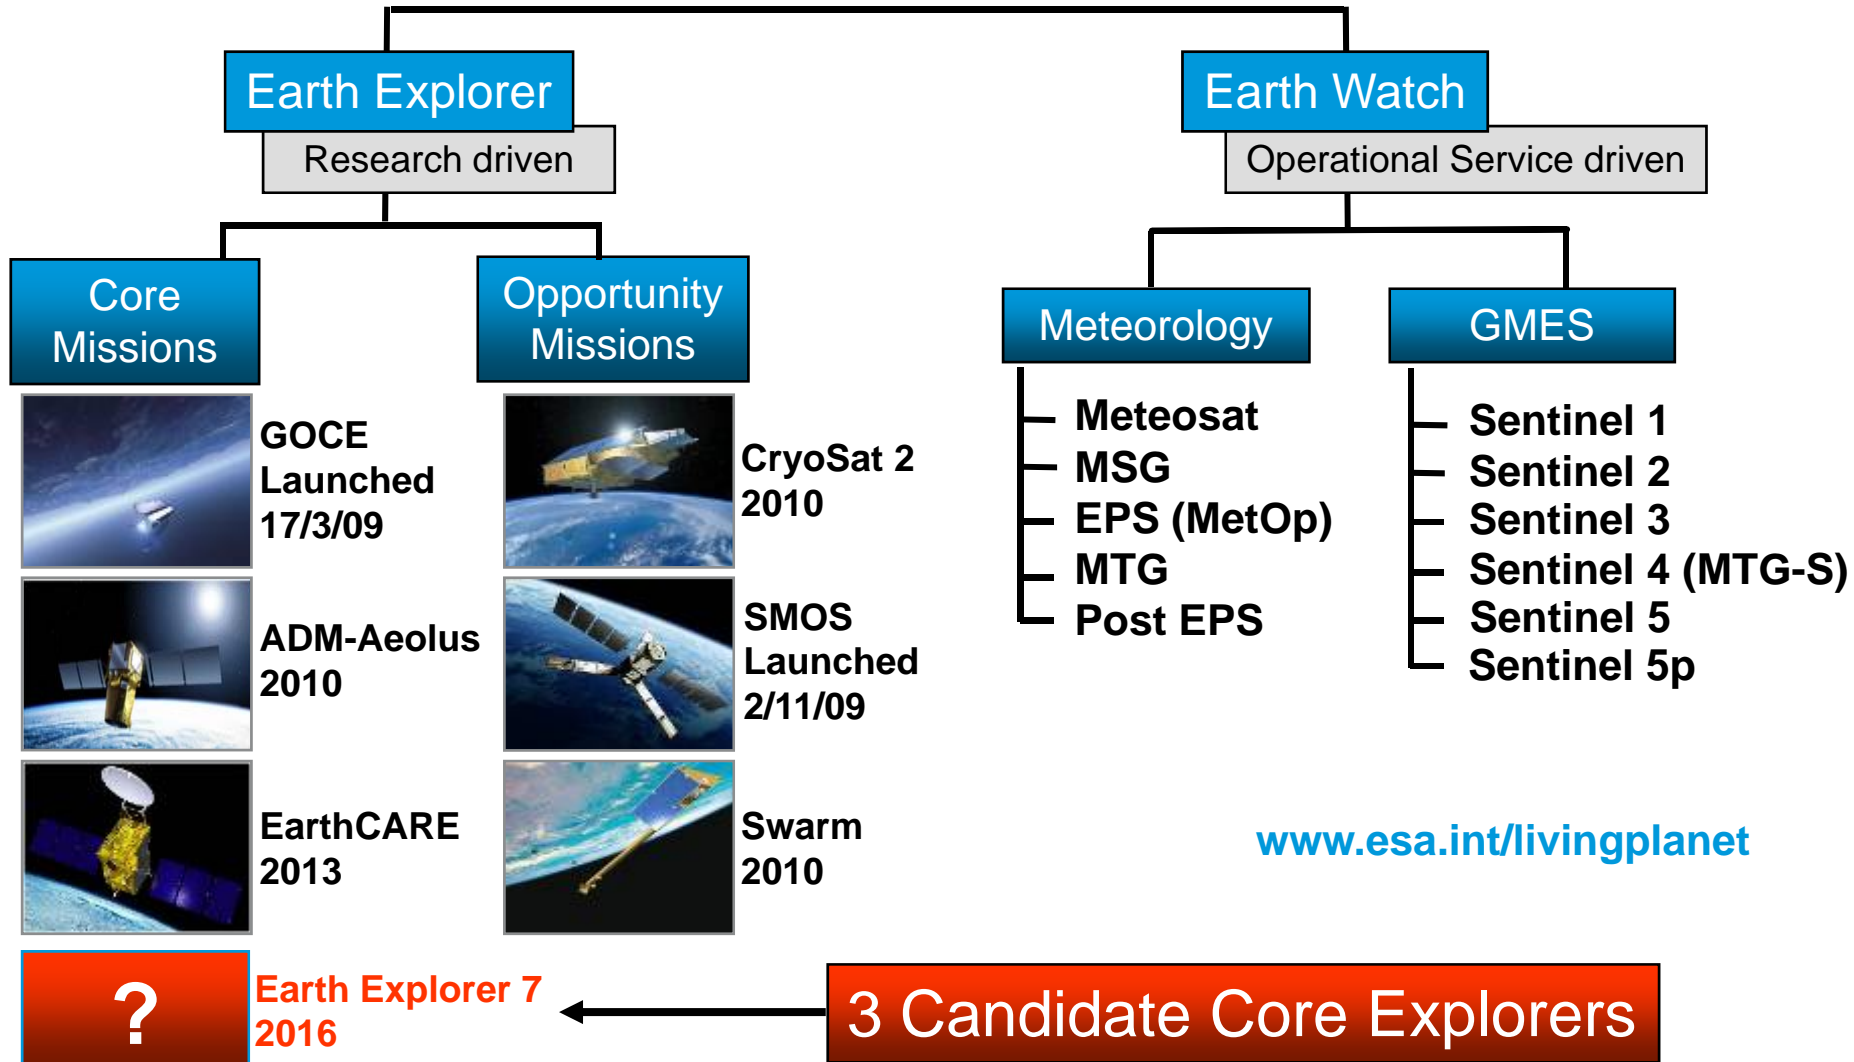 Earth Explorer
Research driven
Earth Watch
Operational Service driven
Core
Missions
Opportunity
Missions
Meteorology
GMES
GOCE
Launched
17/3/09
ADM-Aeolus
2010
EarthCARE
2013
CryoSat 2
2010
SMOS
Launched
2/11/09
Swarm
2010
Meteosat
MSG
EPS (MetOp)
MTG
Post EPS
Sentinel 1
Sentinel 2
Sentinel 3
Sentinel 4 (MTG-S)
Sentinel 5
Sentinel 5p
www.esa.int/livingplanet
?
Earth Explorer 7
2016
3 Candidate Core Explorers